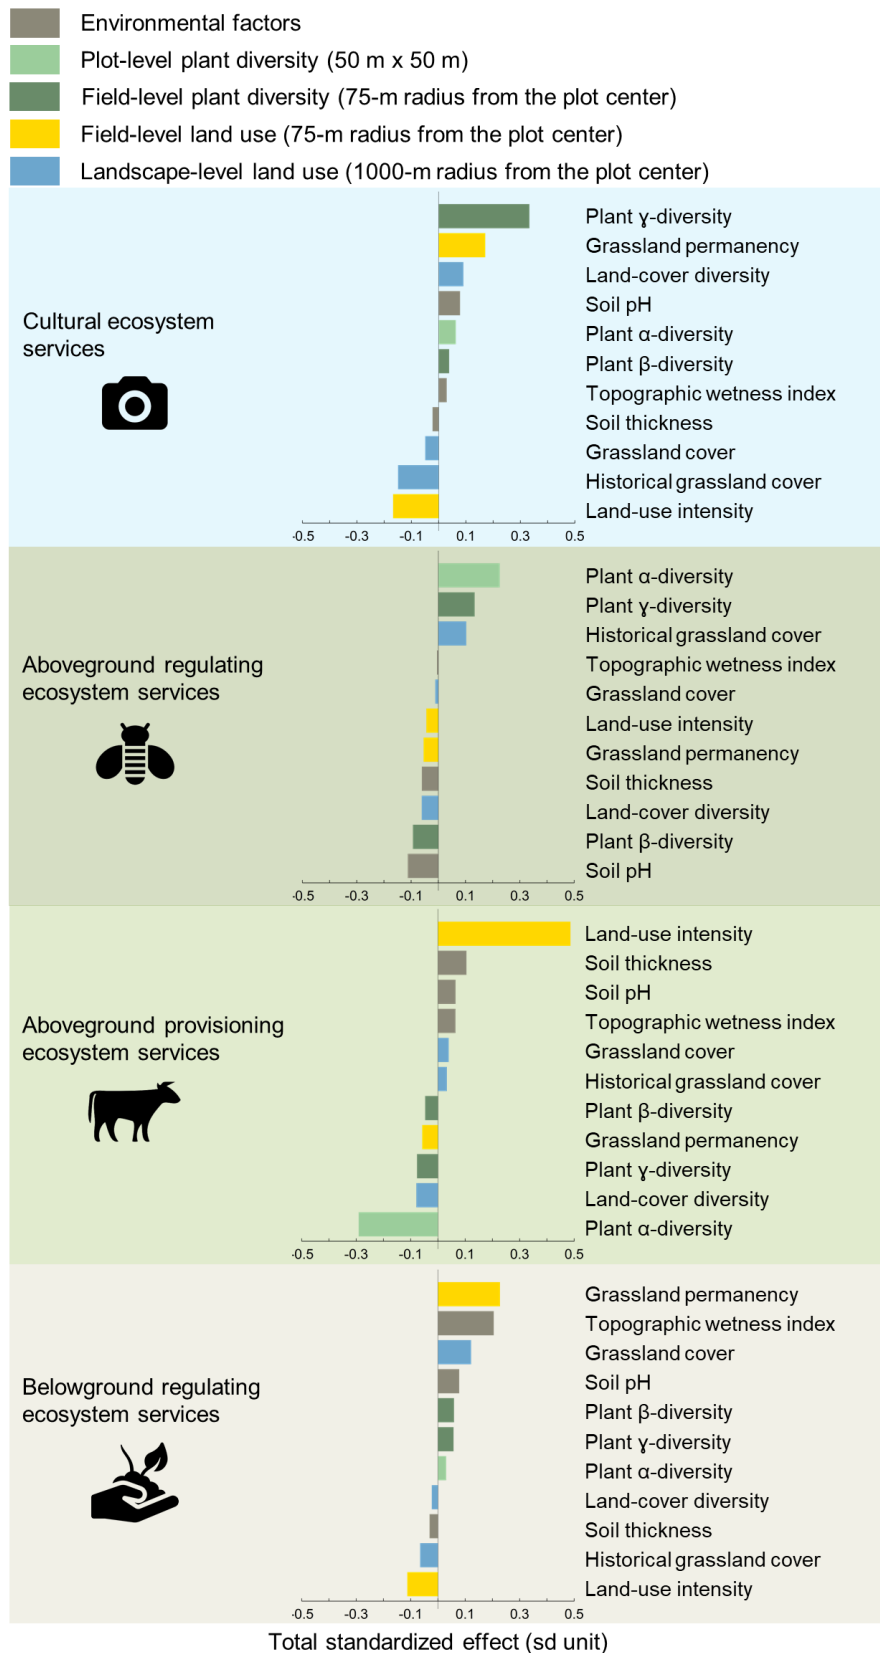 Environmental factors
Plot-level plant diversity (50 m x 50 m)
Field-level plant diversity (75-m radius from the plot center)
Field-level land use (75-m radius from the plot center)
Landscape-level land use (1000-m radius from the plot center)
Cultural ecosystem
services
Plant ɣ-diversity
Grassland permanency
Land-cover diversity
Soil pH
Plant α-diversity
Plant β-diversity
Topographic wetness index
Soil thickness
Grassland cover
Historical grassland cover
Land-use intensity
-0.5 -0.3 -0.1 0.1 0.3 0.5
Aboveground regulating
ecosystem services
Plant α-diversity
Plant ɣ-diversity
Historical grassland cover
Topographic wetness index
Grassland cover
Land-use intensity
Grassland permanency
Soil thickness
Land-cover diversity
Plant β-diversity
Soil pH
-0.5 -0.3 -0.1 0.1 0.3 0.5
Aboveground provisioning
ecosystem services
Land-use intensity
Soil thickness
Soil pH
Topographic wetness index
Grassland cover
Historical grassland cover
Plant β-diversity
Grassland permanency
Plant ɣ-diversity
Land-cover diversity
Plant α-diversity
-0.5 -0.3 -0.1 0.1 0.3 0.5
Belowground regulating
ecosystem services
Grassland permanency
Topographic wetness index
Grassland cover
Soil pH
Plant β-diversity
Plant ɣ-diversity
Plant α-diversity
Land-cover diversity
Soil thickness
Historical grassland cover
Land-use intensity
-0.5 -0.3 -0.1 0.1 0.3 0.5
Total standardized effect (sd unit)